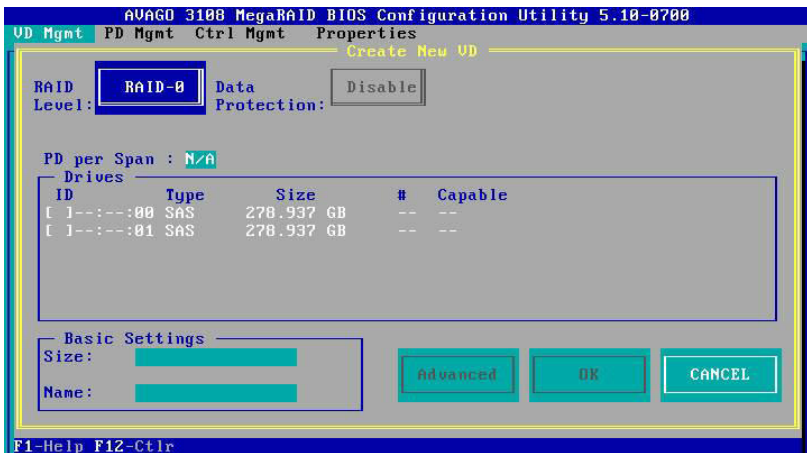 AVAGO 3108 MegaRAID BIOS Configuration Utility 5.10-0700
VD Mgmt PD Mgmt Ctrl Mgmt Properties
Create New VD
RAID Level: RAID-0 Data Protection: Disable
PD per Span : N/A
Drives
ID Type Size # Capable
[ ]--:--:00 SAS 278.937 GB -- --
[ ]--:--:01 SAS 278.937 GB -- --
Basic Settings
Size:
Name:
Advanced OK CANCEL
F1-Help F12-Ctlr